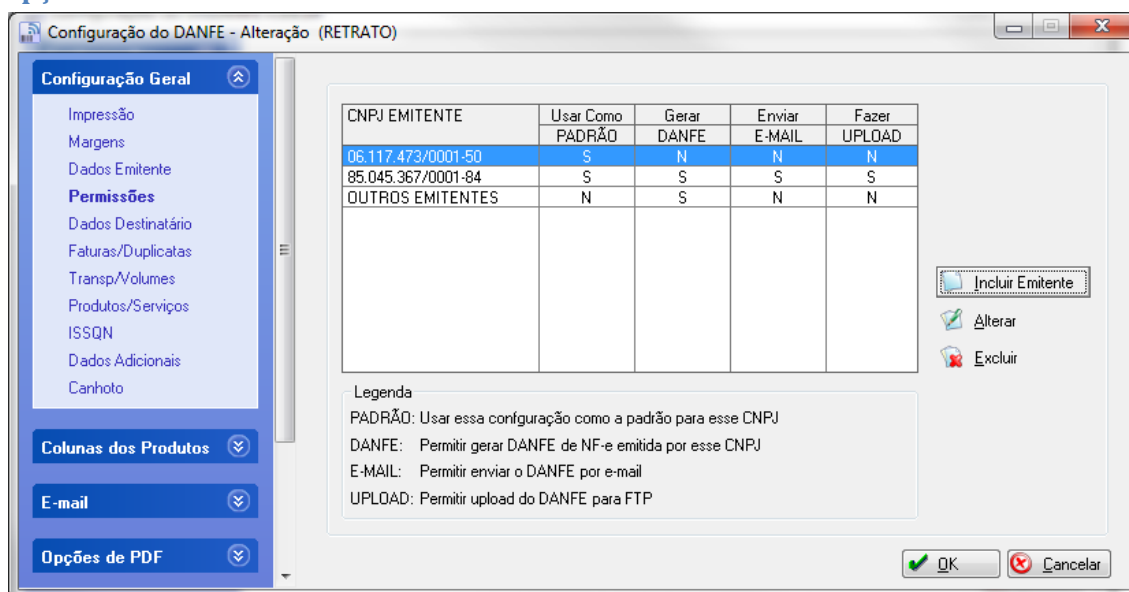 Configuração do DANFE - Alteração (RETRATO)
Configuração Geral
Impressão
Margens
Dados Emitente
Permissões
Dados Destinatário
Faturas/Duplicatas
Transp/Volumes
Produtos/Serviços
ISSQN
Dados Adicionais
Canhoto
Colunas dos Produtos
E-mail
Opções de PDF
CNPJ EMITENTE Usar Como Gerar Enviar Fazer
PADRÃO DANFE E-MAIL UPLOAD
06.117.473/0001-50 S N N N
85.045.367/0001-84 S S S S
OUTROS EMITENTES N S N N
Incluir Emitente
Alterar
Excluir
Legenda
PADRÃO: Usar essa confguração como a padrão para esse CNPJ
DANFE: Permitir gerar DANFE de NF-e emitida por esse CNPJ
E-MAIL: Permitir enviar o DANFE por e-mail
UPLOAD: Permitir upload do DANFE para FTP
OK Cancelar